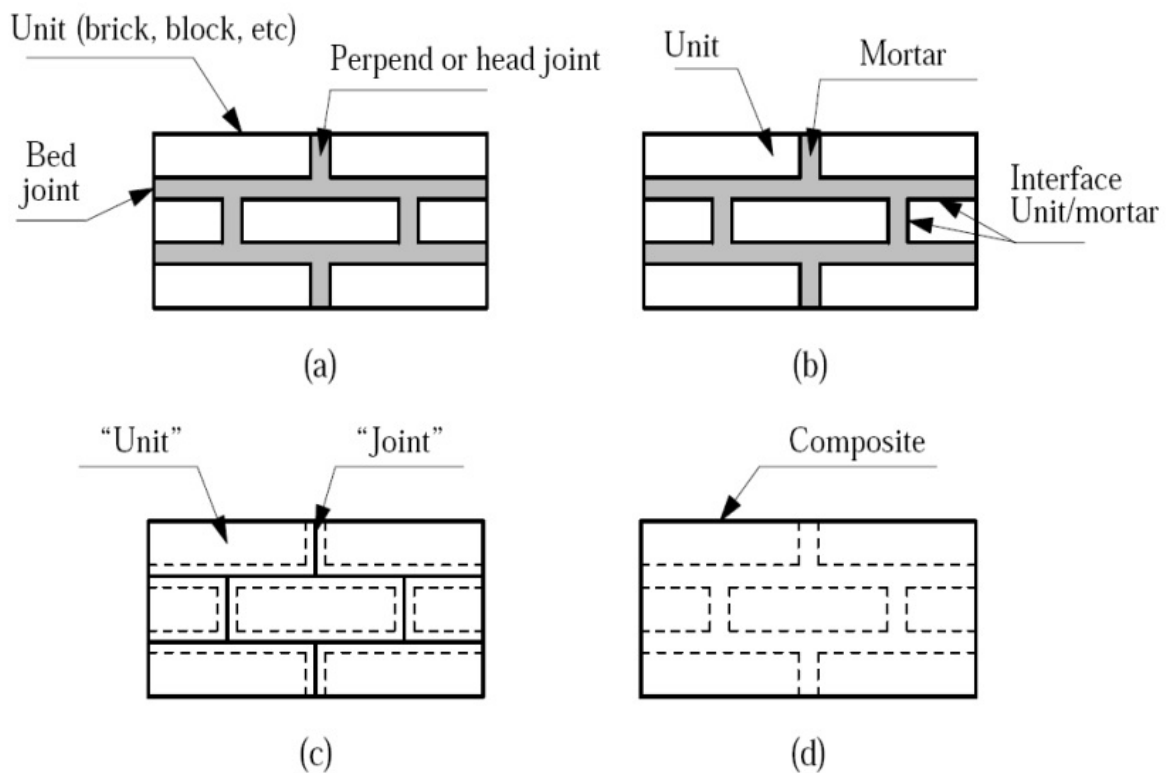 Unit (brick, block, etc)
Perpend or head joint
Bed
joint
(a)
Unit
Mortar
Interface
Unit/mortar
(b)
“Unit”
“Joint”
(c)
Composite
(d)